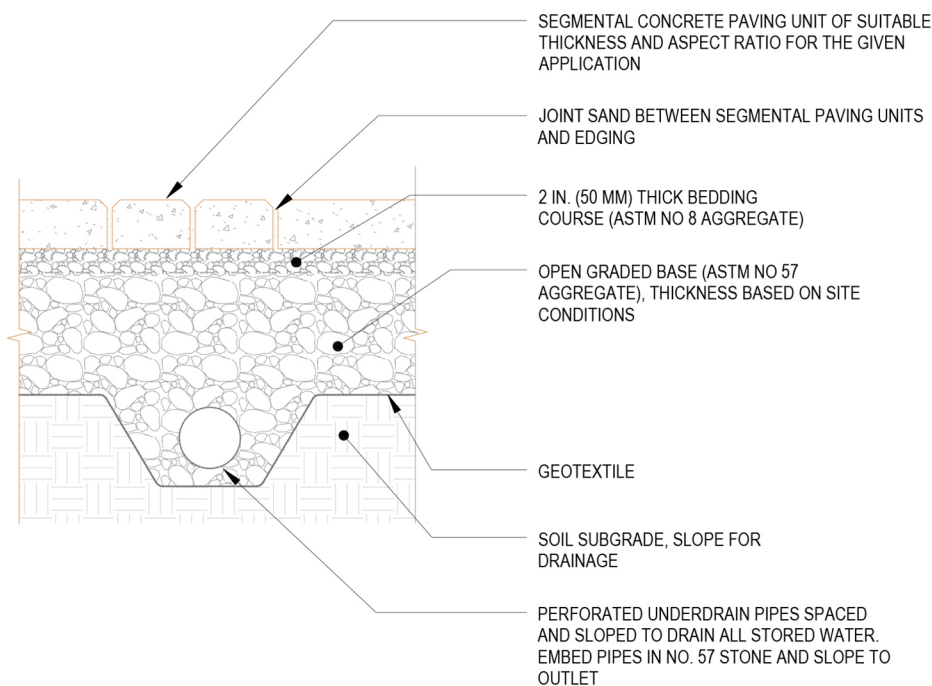 SEGMENTAL CONCRETE PAVING UNIT OF SUITABLE
THICKNESS AND ASPECT RATIO FOR THE GIVEN
APPLICATION
JOINT SAND BETWEEN SEGMENTAL PAVING UNITS
AND EDGING
2 IN. (50 MM) THICK BEDDING
COURSE (ASTM NO 8 AGGREGATE)
OPEN GRADED BASE (ASTM NO 57
AGGREGATE), THICKNESS BASED ON SITE
CONDITIONS
GEOTEXTILE
SOIL SUBGRADE, SLOPE FOR
DRAINAGE
PERFORATED UNDERDRAIN PIPES SPACED
AND SLOPED TO DRAIN ALL STORED WATER.
EMBED PIPES IN NO. 57 STONE AND SLOPE TO
OUTLET